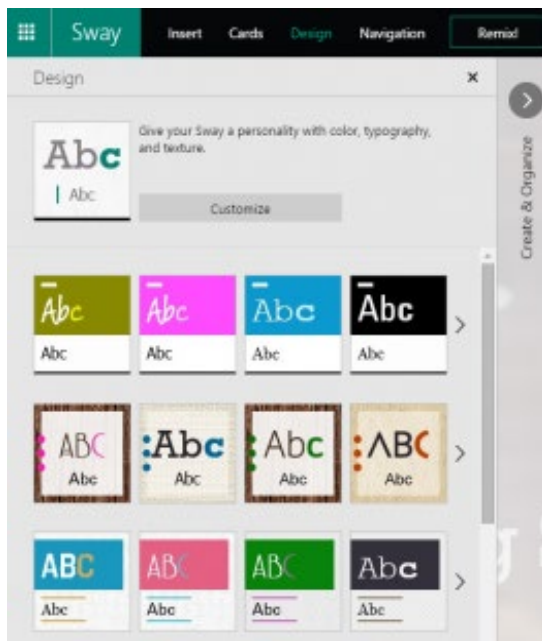 Sway Insert Cards Design Navigation Remix!
Design ×
Give your Sway a personality with color, typography,
and texture.
Abc
Abc
Customize
Create & Organize
Abc Abc Abc Abc
Abc Abc Abc Abc
ABC Abc Abc ABC
Abc Abc Abc Abc
ABC ABC ABC Abc
Abc Abc Abc Abc